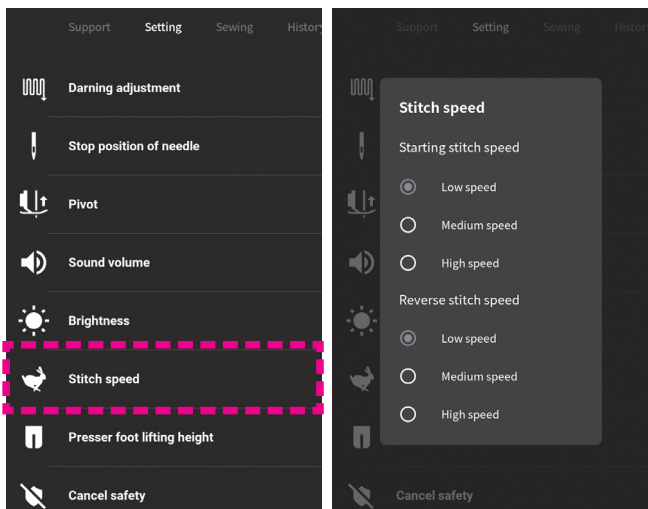 Support Setting Sewing History
Darning adjustment
Stop position of needle
Pivot
Sound volume
Brightness
Stitch speed
Presser foot lifting height
Cancel safety
Support Setting Sewing Histor
Stitch speed
Starting stitch speed
Low speed
Medium speed
High speed
Reverse stitch speed
Low speed
Medium speed
High speed
Cancel safety